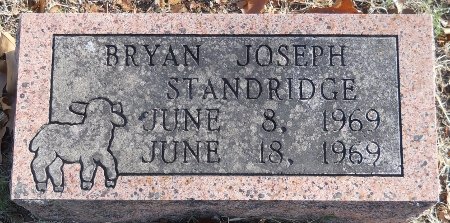 BRYAN JOSEPH
STANDRIDGE
JUNE 8, 1969
JUNE 18, 1969